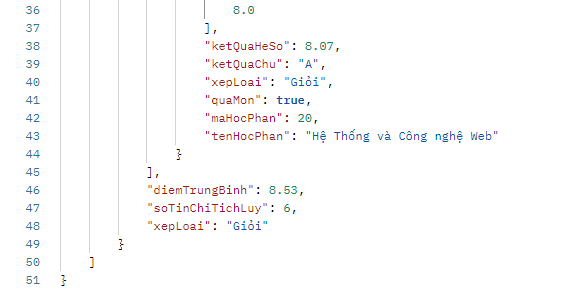 36 8.0
37 ],
38 "ketQuaHeSo": 8.07,
39 "ketQuaChu": "A",
40 "xepLoai": "Giỏi",
41 "quaMon": true,
42 "maHocPhan": 20,
43 "tenHocPhan": "Hệ Thống và Công nghệ Web"
44 }
45 ],
46 "diemTrungBinh": 8.53,
47 "soTinChiTichLuy": 6,
48 "xepLoai": "Giỏi"
49 }
50 ]
51 }